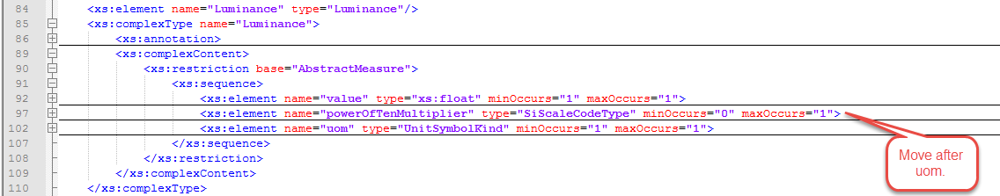 84 <xs:element name="Luminance" type="Luminance"/>
85 <xs:complexType name="Luminance">
86 <xs:annotation>
89 <xs:complexContent>
90 <xs:restriction base="AbstractMeasure">
91 <xs:sequence>
92 <xs:element name="value" type="xs:float" minOccurs="1" maxOccurs="1">
97 <xs:element name="powerOfTenMultiplier" type="SiScaleCodeType" minOccurs="0" maxOccurs="1">
102 <xs:element name="uom" type="UnitSymbolKind" minOccurs="1" maxOccurs="1">
107 </xs:sequence>
108 </xs:restriction>
109 </xs:complexContent>
110 </xs:complexType>
Move after
uom.